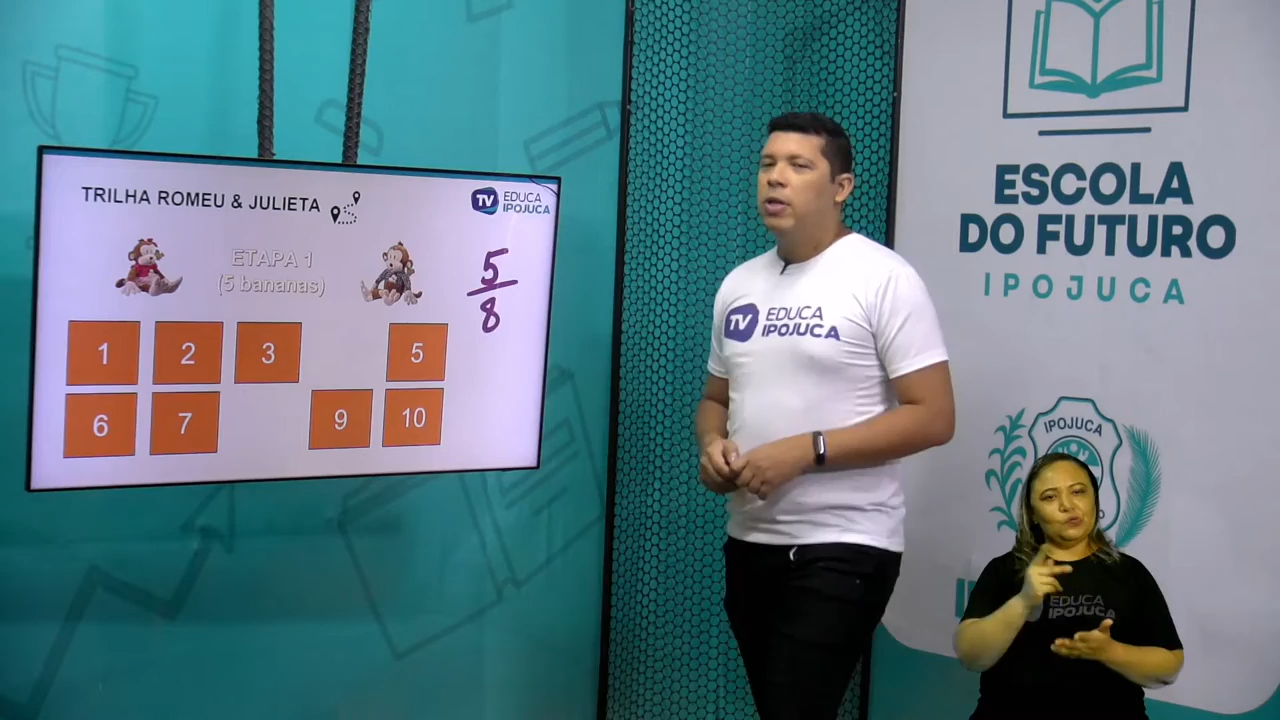 TRILHA ROMEU & JULIETA
TV EDUCA
IPOJUCA
ETAPA 1
(5 bananas)
5
8
1 2 3 5
6 7 9 10
TV EDUCA
IPOJUCA
ESCOLA
DO FUTURO
IPOJUCA
IPOJUCA
EDUCA
IPOJUCA